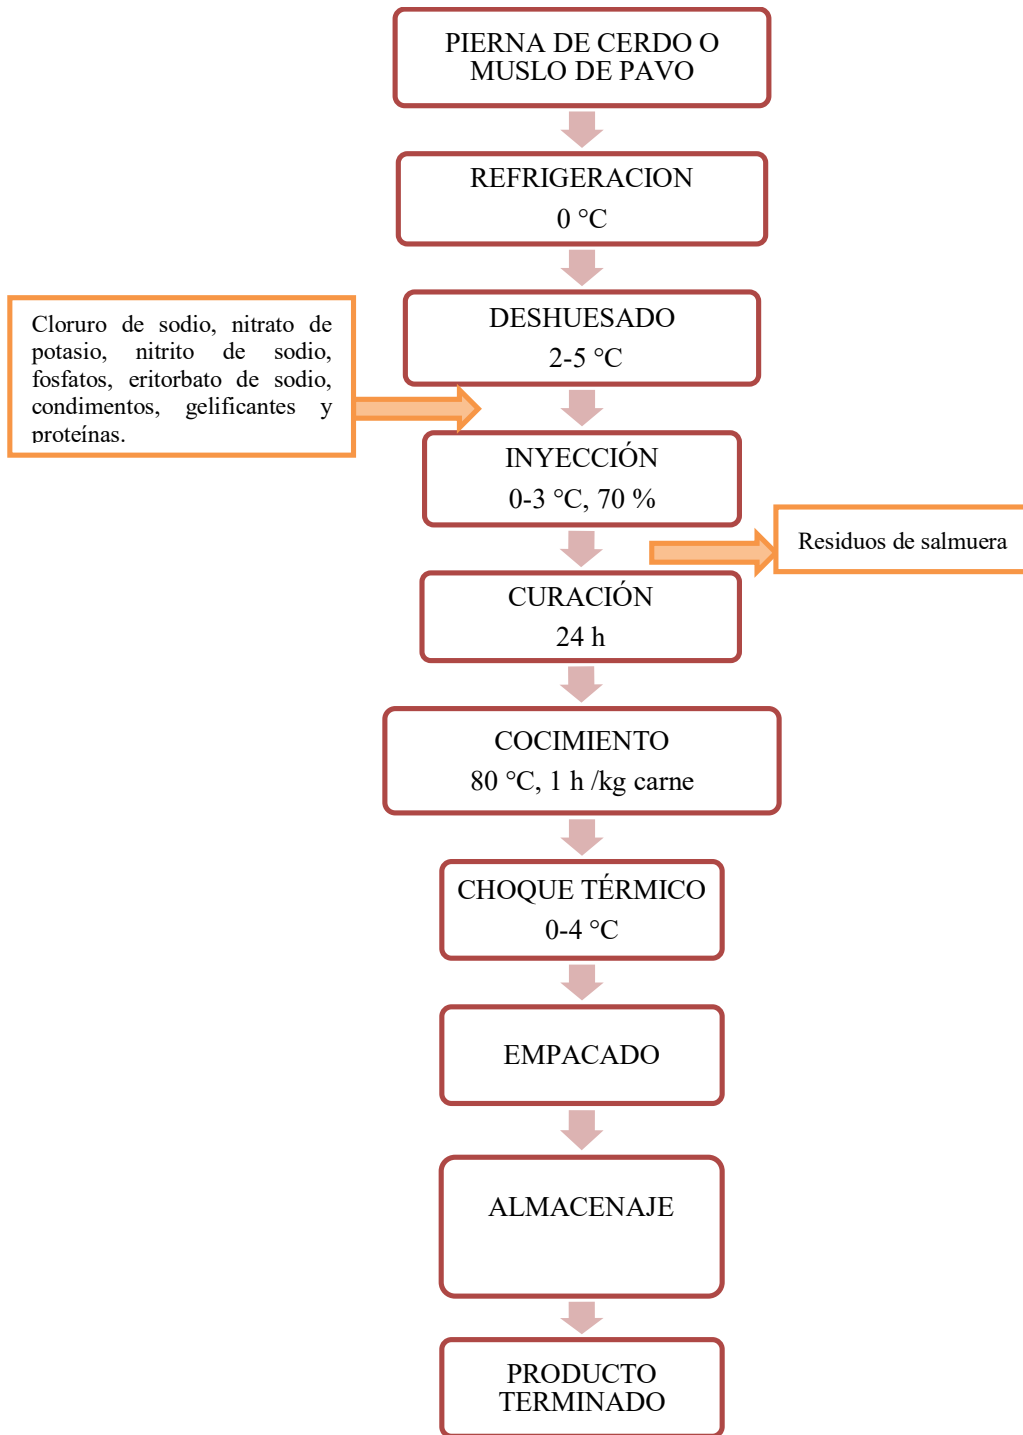 PIERNA DE CERDO O
MUSLO DE PAVO
REFRIGERACION
0 °C
DESHUESADO
2-5 °C
Cloruro de sodio, nitrato de
potasio, nitrito de sodio,
fosfatos, eritorbato de sodio,
condimentos, gelificantes y
proteínas.
INYECCIÓN
0-3 °C, 70 %
Residuos de salmuera
CURACIÓN
24 h
COCIMIENTO
80 °C, 1 h /kg carne
CHOQUE TÉRMICO
0-4 °C
EMPACADO
ALMACENAJE
PRODUCTO
TERMINADO